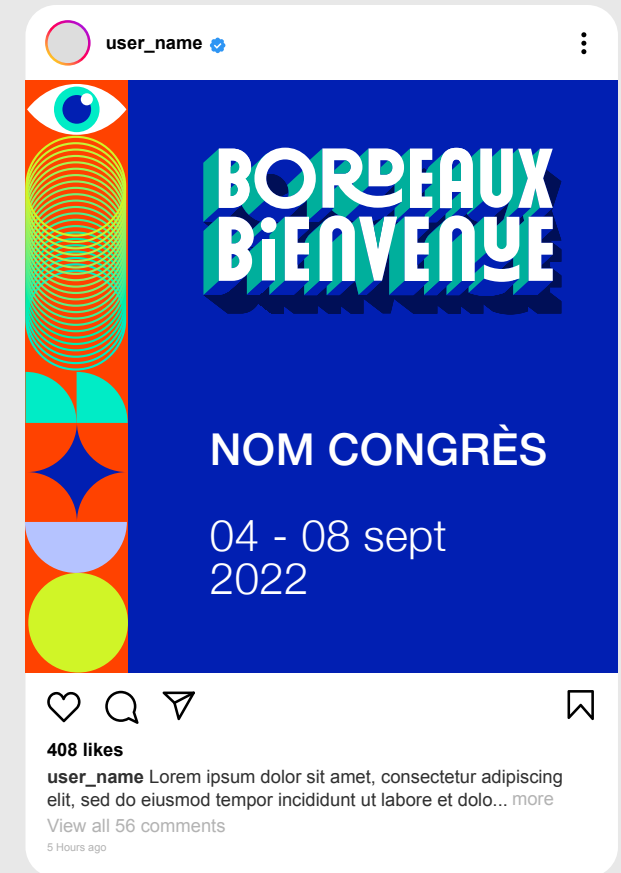 user_name
BORDEAUX
BiENVENUE
NOM CONGRÈS
04 - 08 sept
2022
408 likes
user_name Lorem ipsum dolor sit amet, consectetur adipiscing
elit, sed do eiusmod tempor incididunt ut labore et dolo... more
View all 56 comments
5 Hours ago